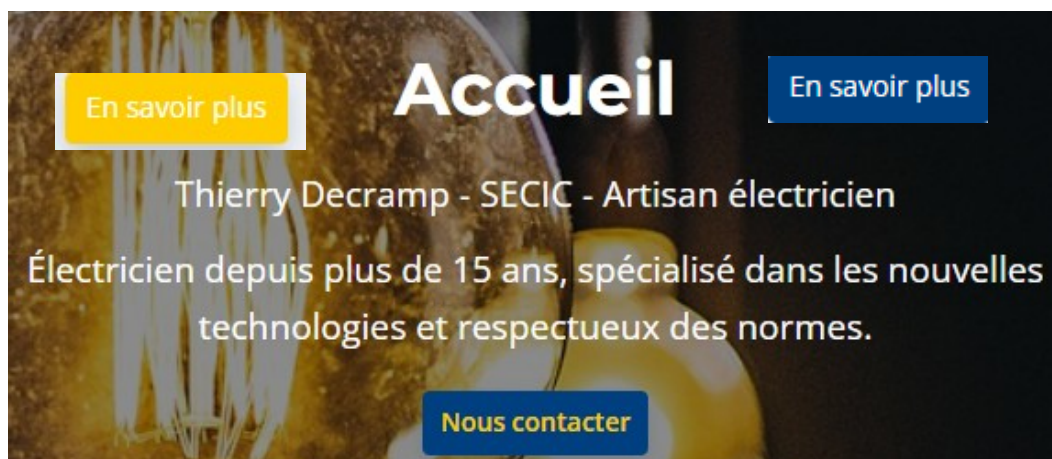 Accueil
En savoir plus
En savoir plus
Thierry Decramp - SECIC - Artisan électricien
Électricien depuis plus de 15 ans, spécialisé dans les nouvelles
technologies et respectueux des normes.
Nous contacter